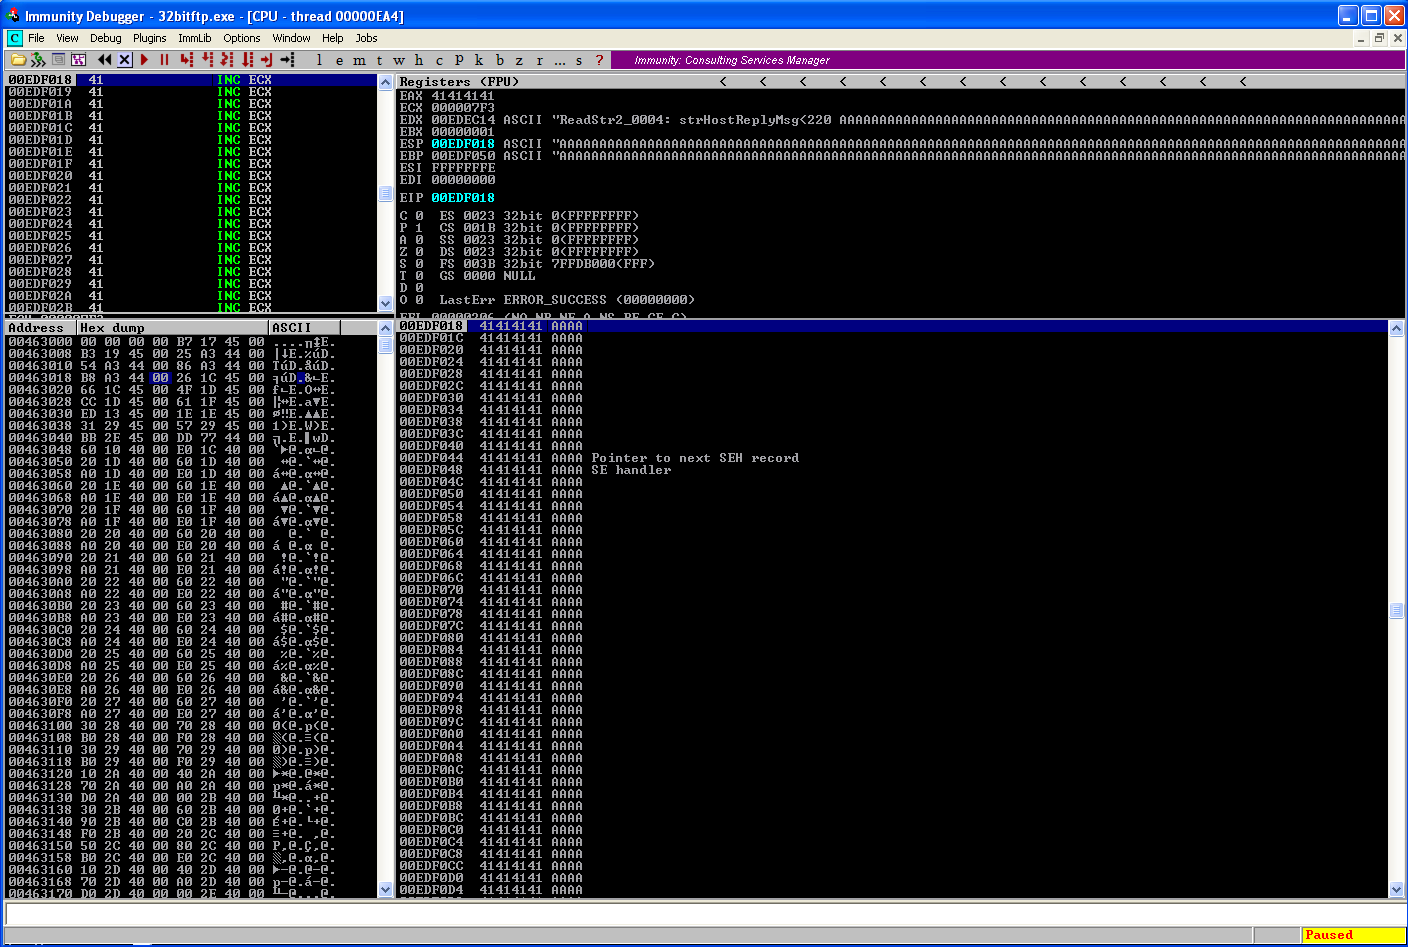 Immunity Debugger - 32bitftp.exe - [CPU - thread 00000EA4]
File View Debug Plugins ImmLib Options Window Help Jobs
l e m t w h c p k b z r ... s ?
Immunity: Consulting Services Manager
00EDF018 41 INC ECX
00EDF019 41 INC ECX
00EDF01A 41 INC ECX
00EDF01B 41 INC ECX
00EDF01C 41 INC ECX
00EDF01D 41 INC ECX
00EDF01E 41 INC ECX
00EDF01F 41 INC ECX
00EDF020 41 INC ECX
00EDF021 41 INC ECX
00EDF022 41 INC ECX
00EDF023 41 INC ECX
00EDF024 41 INC ECX
00EDF025 41 INC ECX
00EDF026 41 INC ECX
00EDF027 41 INC ECX
00EDF028 41 INC ECX
00EDF029 41 INC ECX
00EDF02A 41 INC ECX
00EDF02B 41 INC ECX
Registers (FPU) < < < < < < < < < < < < < <
EAX 41414141
ECX 000007F3
EDX 00EDEC14 ASCII "ReadStr2_0004: strHostReplyMsg<220
EBX 00000001
ESP 00EDF018 ASCII
EBP 00EDF050 ASCII
ESI FFFFFFFE
EDI 00000000
EIP 00EDF018
C 0 ES 0023 32bit 0(FFFFFFFF)
P 1 CS 001B 32bit 0(FFFFFFFF)
A 0 SS 0023 32bit 0(FFFFFFFF)
Z 0 DS 0023 32bit 0(FFFFFFFF)
S 0 FS 003B 32bit 7FFDB000(FFF)
T 0 GS 0000 NULL
D 0
O 0 LastErr ERROR_SUCCESS (00000000)
Address Hex dump ASCII
00463000 00 00 00 00 B7 17 45 00
00463008 B3 19 45 00 25 A3 44 00
00463010 54 A3 44 00 86 A3 44 00
00463018 B8 A3 44 00 26 1C 45 00
00463020 66 1C 45 00 4F 1D 45 00
00463028 CC 1D 45 00 61 1F 45 00
00463030 ED 13 45 00 1E 1E 45 00
00463038 31 29 45 00 57 29 45 00
00463040 BB 2E 45 00 DD 77 44 00
00463048 60 10 40 00 E0 1C 40 00
00463050 20 1D 40 00 60 1D 40 00
00463058 A0 1D 40 00 E0 1D 40 00
00463060 20 1E 40 00 60 1E 40 00
00463068 A0 1E 40 00 E0 1E 40 00
00463070 20 1F 40 00 60 1F 40 00
00463078 A0 1F 40 00 E0 1F 40 00
00463080 20 20 40 00 60 20 40 00
00463088 A0 20 40 00 E0 20 40 00
00463090 20 21 40 00 60 21 40 00
00463098 A0 21 40 00 E0 21 40 00
004630A0 20 22 40 00 60 22 40 00
004630A8 A0 22 40 00 E0 22 40 00
004630B0 20 23 40 00 60 23 40 00
004630B8 A0 23 40 00 E0 23 40 00
004630C0 20 24 40 00 60 24 40 00
004630C8 A0 24 40 00 E0 24 40 00
004630D0 20 25 40 00 60 25 40 00
004630D8 A0 25 40 00 E0 25 40 00
004630E0 20 26 40 00 60 26 40 00
004630E8 A0 26 40 00 E0 26 40 00
004630F0 20 27 40 00 60 27 40 00
004630F8 A0 27 40 00 E0 27 40 00
00463100 30 28 40 00 70 28 40 00
00463108 B0 28 40 00 F0 28 40 00
00463110 30 29 40 00 70 29 40 00
00463118 B0 29 40 00 F0 29 40 00
00463120 10 2A 40 00 40 2A 40 00
00463128 70 2A 40 00 A0 2A 40 00
00463130 D0 2A 40 00 00 2B 40 00
00463138 30 2B 40 00 60 2B 40 00
00463140 90 2B 40 00 C0 2B 40 00
00463148 F0 2B 40 00 20 2C 40 00
00463150 50 2C 40 00 80 2C 40 00
00463158 B0 2C 40 00 E0 2C 40 00
00463160 10 2D 40 00 40 2D 40 00
00463168 70 2D 40 00 A0 2D 40 00
00463170 D0 2D 40 00 00 2E 40 00
00EDF018 41414141 AAAA
00EDF01C 41414141 AAAA
00EDF020 41414141 AAAA
00EDF024 41414141 AAAA
00EDF028 41414141 AAAA
00EDF02C 41414141 AAAA
00EDF030 41414141 AAAA
00EDF034 41414141 AAAA
00EDF038 41414141 AAAA
00EDF03C 41414141 AAAA
00EDF040 41414141 AAAA
00EDF044 41414141 AAAA Pointer to next SEH record
00EDF048 41414141 AAAA SE handler
00EDF04C 41414141 AAAA
00EDF050 41414141 AAAA
00EDF054 41414141 AAAA
00EDF058 41414141 AAAA
00EDF05C 41414141 AAAA
00EDF060 41414141 AAAA
00EDF064 41414141 AAAA
00EDF068 41414141 AAAA
00EDF06C 41414141 AAAA
00EDF070 41414141 AAAA
00EDF074 41414141 AAAA
00EDF078 41414141 AAAA
00EDF07C 41414141 AAAA
00EDF080 41414141 AAAA
00EDF084 41414141 AAAA
00EDF088 41414141 AAAA
00EDF08C 41414141 AAAA
00EDF090 41414141 AAAA
00EDF094 41414141 AAAA
00EDF098 41414141 AAAA
00EDF09C 41414141 AAAA
00EDF0A0 41414141 AAAA
00EDF0A4 41414141 AAAA
00EDF0A8 41414141 AAAA
00EDF0AC 41414141 AAAA
00EDF0B0 41414141 AAAA
00EDF0B4 41414141 AAAA
00EDF0B8 41414141 AAAA
00EDF0BC 41414141 AAAA
00EDF0C0 41414141 AAAA
00EDF0C4 41414141 AAAA
00EDF0C8 41414141 AAAA
00EDF0CC 41414141 AAAA
00EDF0D0 41414141 AAAA
00EDF0D4 41414141 AAAA
Paused